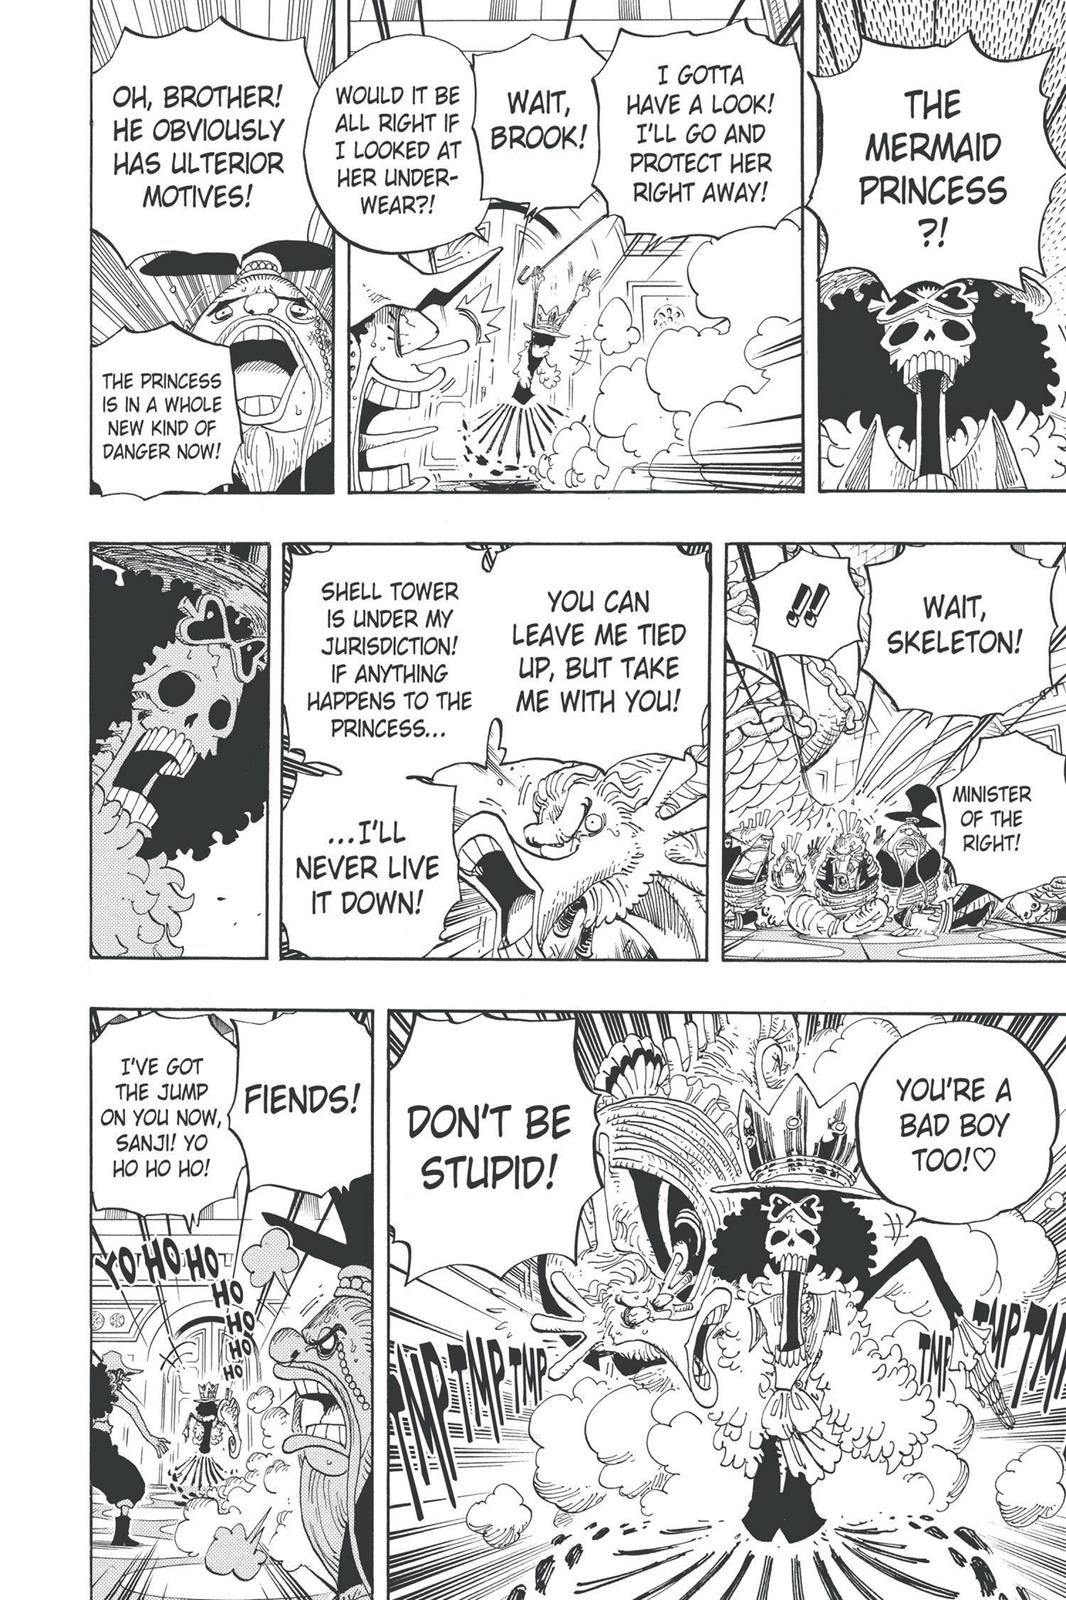 THE
MERMAID
PRINCESS
?!
I GOTTA
HAVE A LOOK!
I'LL GO AND
PROTECT HER
RIGHT AWAY!
WAIT,
BROOK!
WOULD IT BE
ALL RIGHT IF
I LOOKED AT
HER UNDER-
WEAR?!
OH, BROTHER!
HE OBVIOUSLY
HAS ULTERIOR
MOTIVES!
THE PRINCESS
IS IN A WHOLE
NEW KIND OF
DANGER NOW!
WAIT,
SKELETON!
!!
MINISTER
OF THE
RIGHT!
YOU CAN
LEAVE ME TIED
UP, BUT TAKE
ME WITH YOU!
SHELL TOWER
IS UNDER MY
JURISDICTION!
IF ANYTHING
HAPPENS TO THE
PRINCESS...
...I'LL
NEVER LIVE
IT DOWN!
YOU'RE A
BAD BOY
TOO!♡
DON'T BE
STUPID!
TMP TMP TMP
TMP TMP TMP
FIENDS!
I'VE GOT
THE JUMP
ON YOU NOW,
SANJI! YO
HO HO HO!
YO HO HO
HO
HO
HO
HO